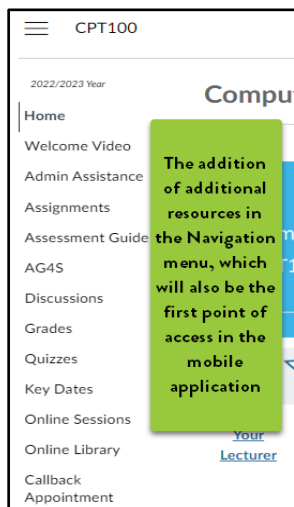 CPT100
2022/2023 Year
Compu
Home
Welcome Video
Admin Assistance
Assignments
Assessment Guide
AG4S
Discussions
Grades
Quizzes
Key Dates
Online Sessions
Online Library
Callback
Appointment
The addition
of additional
resources in
the Navigation
menu, which
will also be the
first point of
access in the
mobile
application
Your
Lecturer